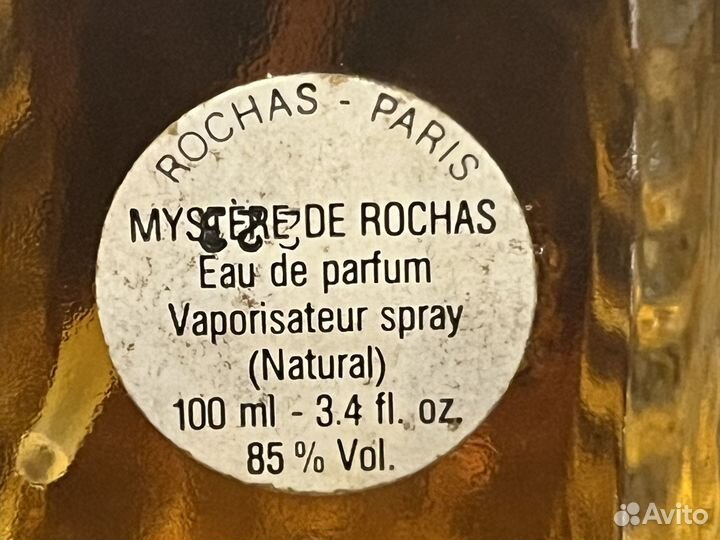 ROCHAS - PARIS
MYSTÈRE DE ROCHAS
Eau de parfum
Vaporisateur spray
(Natural)
100 ml - 3.4 fl. oz.
85 % Vol.
Avito